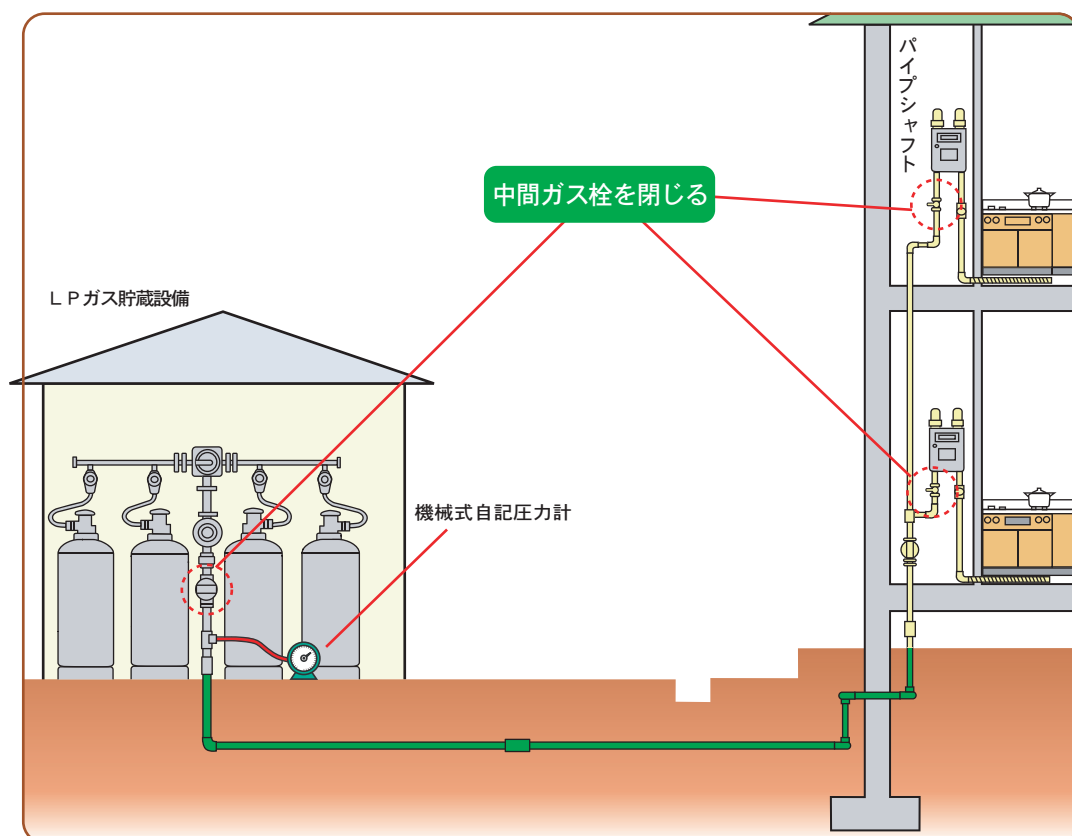 パイプシャフト
中間ガス栓を閉じる
ＬＰガス貯蔵設備
機械式自記圧力計